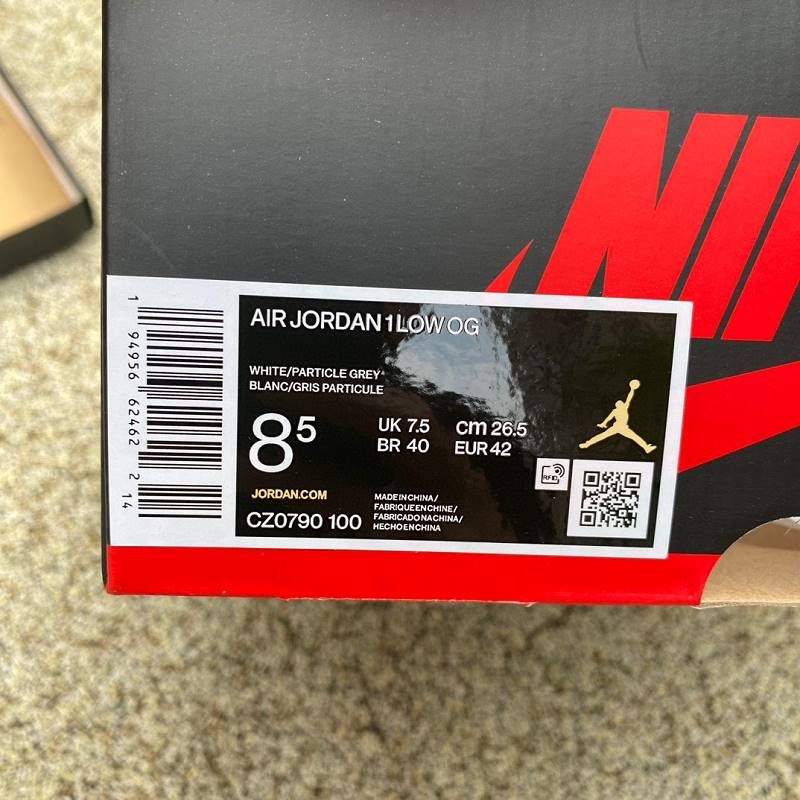 NI
AIR JORDAN 1 LOW OG
WHITE/PARTICLE GREY
BLANC/GRIS PARTICULE
8⁵
UK 7.5
cm 26.5
BR 40
EUR 42
RFID
JORDAN.COM
CZ0790 100
MADE IN CHINA/
FABRIQUE EN CHINE/
FABRICADO NA CHINA/
HECHO EN CHINA
1 94956 62462 2 14